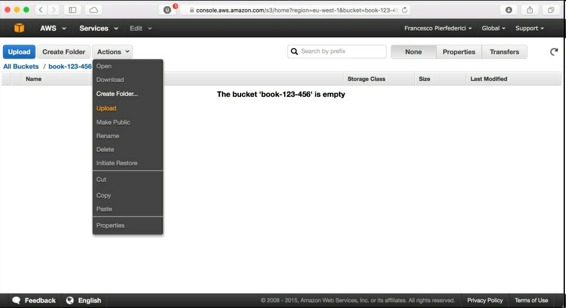 console.aws.amazon.com/s3/home?region=eu-west-1&bucket=book-123-4
AWS Services Edit Francesco Pierfederici Global Support
Upload Create Folder Actions Search by prefix None Properties Transfers
All Buckets / book-123-456
Name Storage Class Size Last Modified
The bucket 'book-123-456' is empty
Open
Download
Create Folder...
Upload
Make Public
Rename
Delete
Initiate Restore
Cut
Copy
Paste
Properties
Feedback English © 2008 - 2015, Amazon Web Services, Inc. or its affiliates. All rights reserved. Privacy Policy Terms of Use